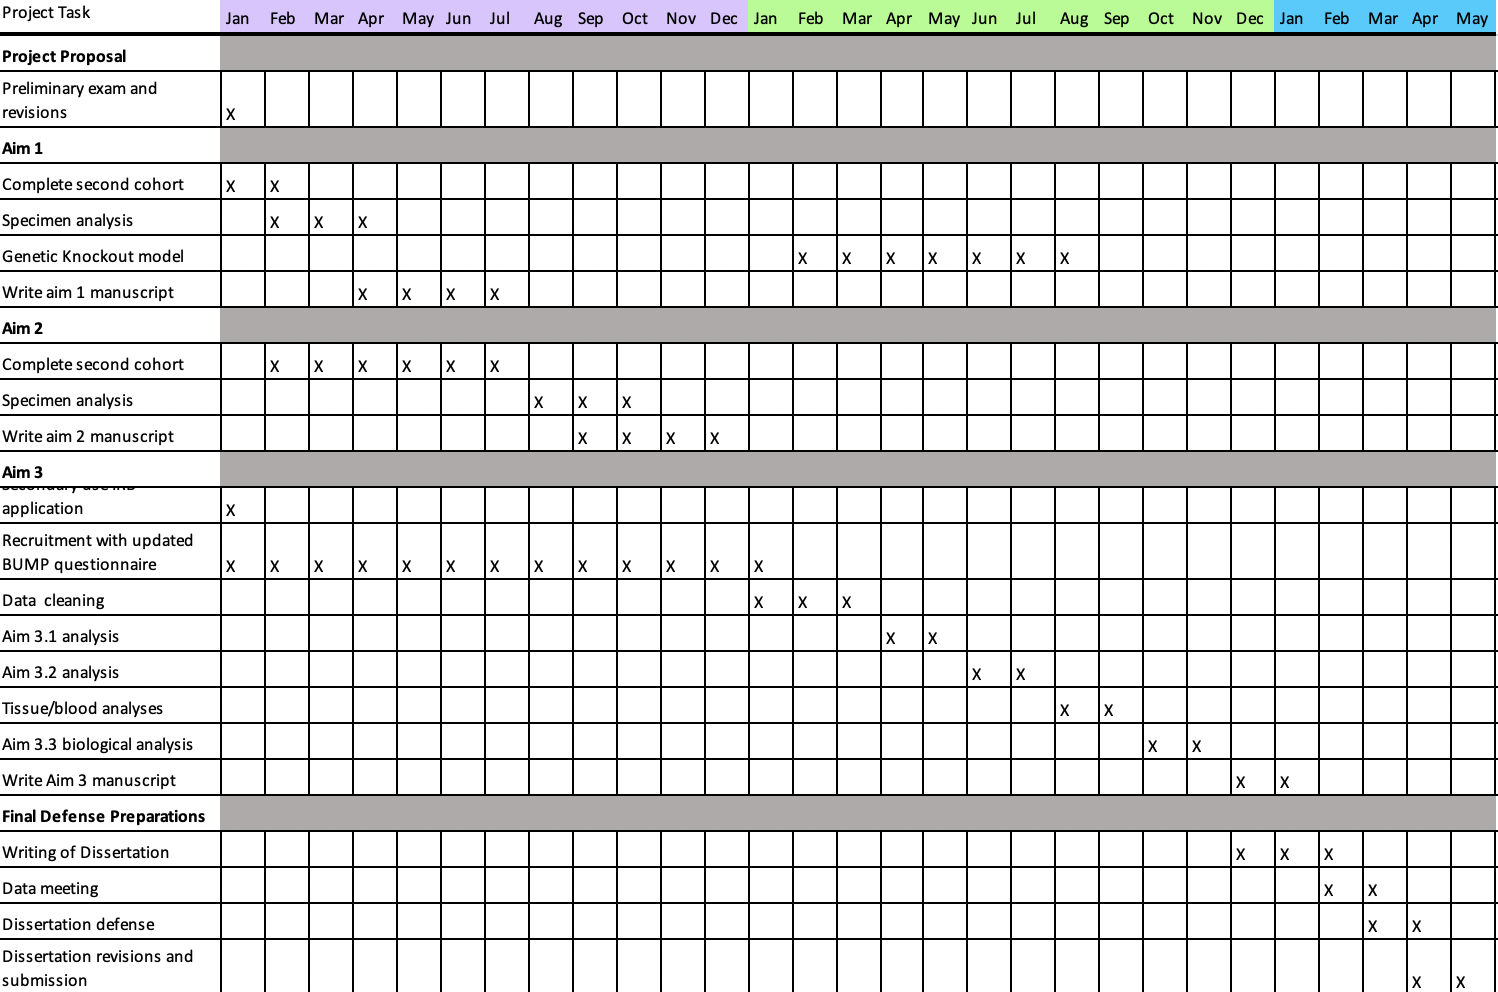 Project Task Jan Feb Mar Apr May Jun Jul Aug Sep Oct Nov Dec Jan Feb Mar Apr May Jun Jul Aug Sep Oct Nov Dec Jan Feb Mar Apr May
Project Proposal
Preliminary exam and
revisions X
Aim 1
Complete second cohort X X
Specimen analysis X X X
Genetic Knockout model X X X X X X X
Write aim 1 manuscript X X X X
Aim 2
Complete second cohort X X X X X X
Specimen analysis X X X
Write aim 2 manuscript X X X X
Aim 3
application X
Recruitment with updated
BUMP questionnaire X X X X X X X X X X X X X
Data cleaning X X X
Aim 3.1 analysis X X
Aim 3.2 analysis X X
Tissue/blood analyses X X
Aim 3.3 biological analysis X X
Write Aim 3 manuscript X X
Final Defense Preparations
Writing of Dissertation X X X
Data meeting X X
Dissertation defense X X
Dissertation revisions and
submission X X